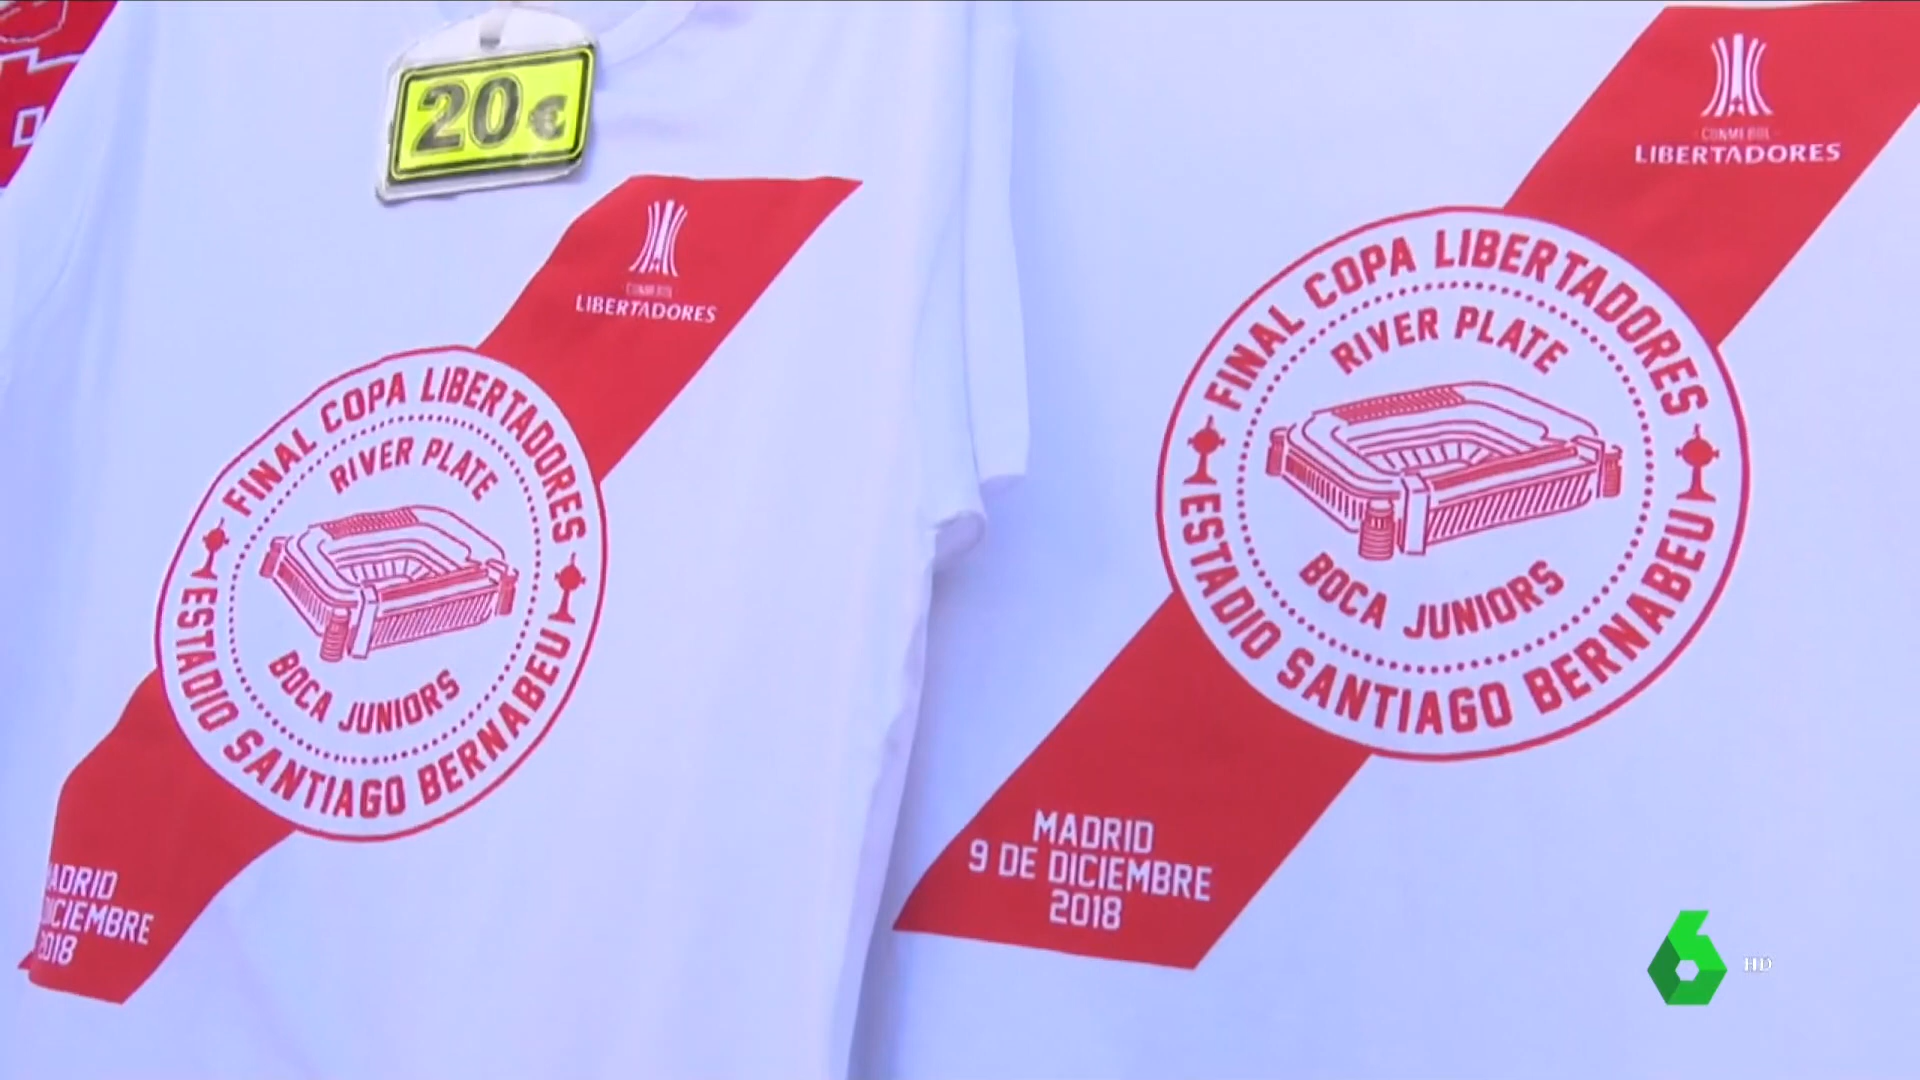 20€
CONMEBOL
LIBERTADORES
FINAL COPA LIBERTADORES
RIVER PLATE
BOCA JUNIORS
ESTADIO SANTIAGO BERNABEU
MADRID
DICIEMBRE
2018
CONMEBOL
LIBERTADORES
FINAL COPA LIBERTADORES
RIVER PLATE
BOCA JUNIORS
ESTADIO SANTIAGO BERNABEU
MADRID
9 DE DICIEMBRE
2018
6 HD